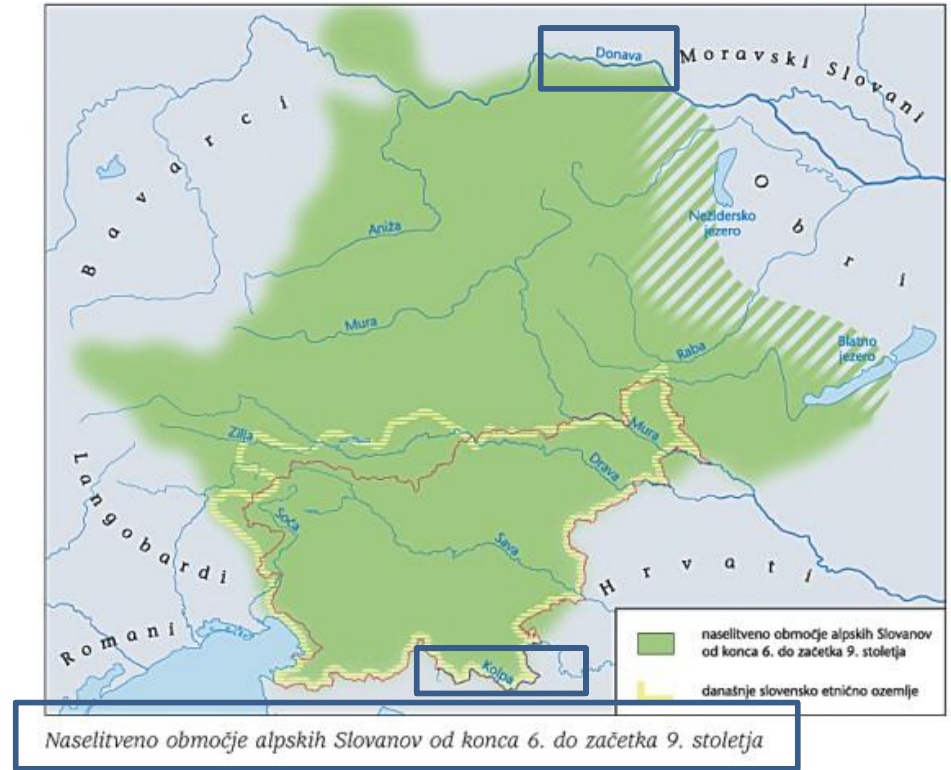 Donava
Moravski Slovani
Bavarci
Obri
Nežidersko
jezero
Aniža
Mura
Blatno
jezero
Raba
Zilja
Mura
Drava
Langobardi
Soča
Sava
Hrvati
Romani
Kolpa
naselitveno območje alpskih Slovanov
od konca 6. do začetka 9. stoletja
današnje slovensko etnično ozemlje
Naselitveno območje alpskih Slovanov od konca 6. do začetka 9. stoletja